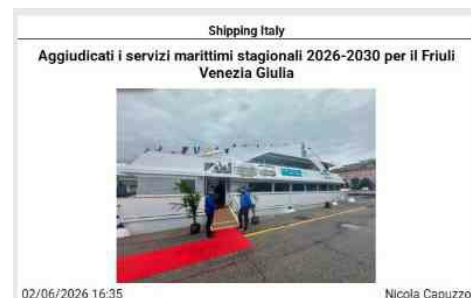 Shipping Italy
Aggiudicati i servizi marittimi stagionali 2026-2030 per il Friuli
Venezia Giulia
02/06/2026 16:35
Nicola Capuzzo